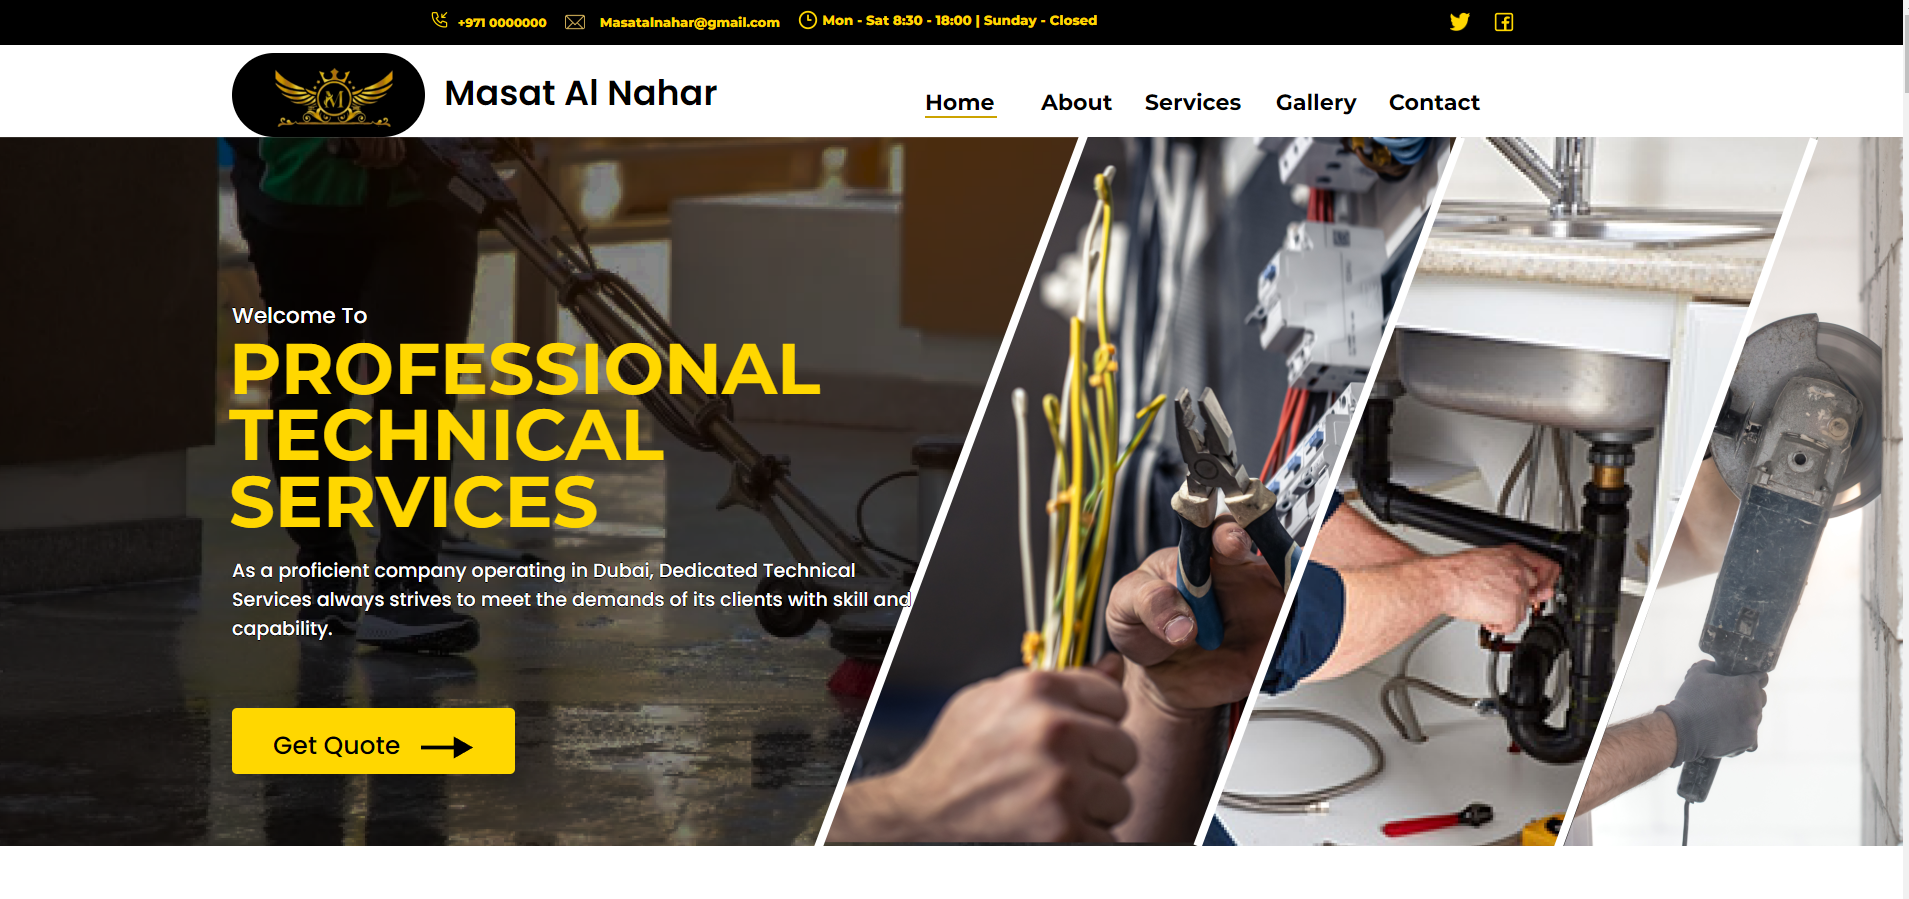 +971 0000000 Masatalnahar@gmail.com Mon - Sat 8:30 - 18:00 | Sunday - Closed
M
Masat Al Nahar
Home About Services Gallery Contact
Welcome To
PROFESSIONAL
TECHNICAL
SERVICES
As a proficient company operating in Dubai, Dedicated Technical
Services always strives to meet the demands of its clients with skill and
capability.
Get Quote